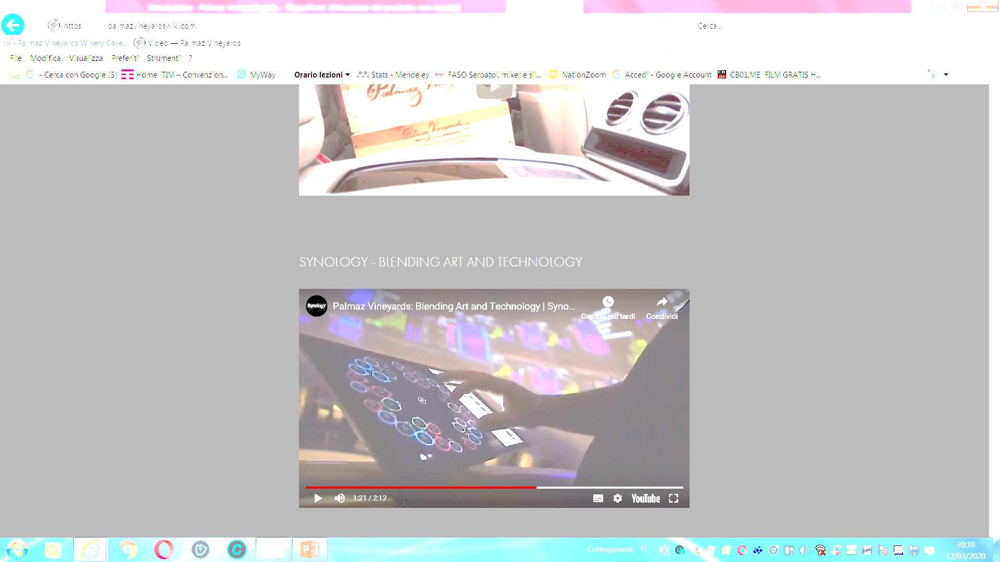 https palmazvineyardswiki.com
Cerca...
Palmaz Vineyards Winery Cave... Video — Palmaz Vineyards
File Modifica Visualizza Preferiti Strumenti ?
- Cerca con Google (3) Home TIM – Convenzion... MyWay Orario lezioni Stats - Mendeley FASO Serbatoi, mixer e sil... NationZoom Accedi - Google Account CB01.ME FILM GRATIS H...
Palmaz Vineyards
SYNOLOGY - BLENDING ART AND TECHNOLOGY
Synology Palmaz Vineyards: Blending Art and Technology | Syno...
Guarda più tardi Condividi
1:21 / 2:12 YouTube
Collegamenti IT
20:10
12/03/2020